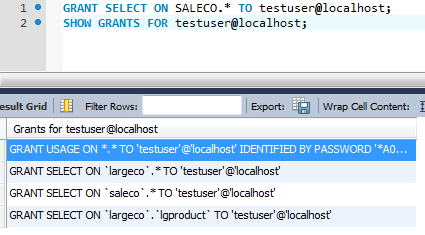 1 GRANT SELECT ON SALECO.* TO testuser@localhost;
2 SHOW GRANTS FOR testuser@localhost;
esult Grid Filter Rows: Export: Wrap Cell Content:
Grants for testuser@localhost
GRANT USAGE ON *.* TO 'testuser'@'localhost' IDENTIFIED BY PASSWORD '*A0...
GRANT SELECT ON `largeco`.* TO 'testuser'@'localhost'
GRANT SELECT ON `saleco`.* TO 'testuser'@'localhost'
GRANT SELECT ON `largeco`.`lgproduct` TO 'testuser'@'localhost'